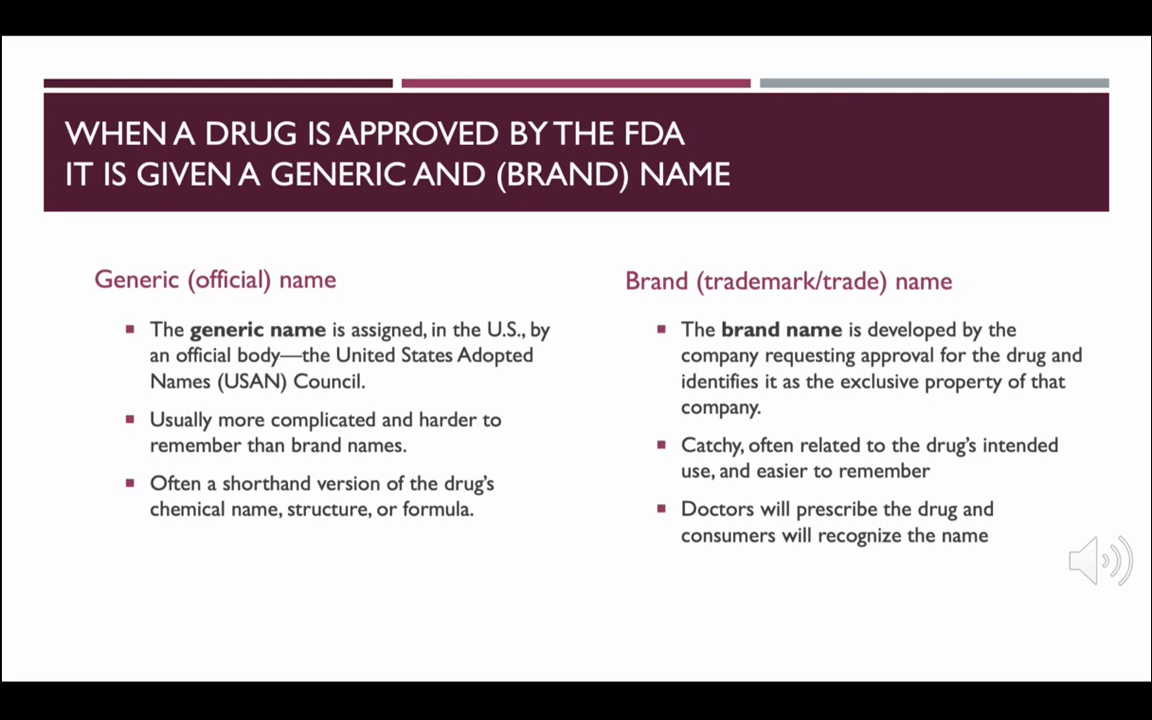 WHEN A DRUG IS APPROVED BY THE FDA
IT IS GIVEN A GENERIC AND (BRAND) NAME
Generic (official) name
▪ The generic name is assigned, in the U.S., by
an official body—the United States Adopted
Names (USAN) Council.
▪ Usually more complicated and harder to
remember than brand names.
▪ Often a shorthand version of the drug's
chemical name, structure, or formula.
Brand (trademark/trade) name
▪ The brand name is developed by the
company requesting approval for the drug and
identifies it as the exclusive property of that
company.
▪ Catchy, often related to the drug's intended
use, and easier to remember
▪ Doctors will prescribe the drug and
consumers will recognize the name